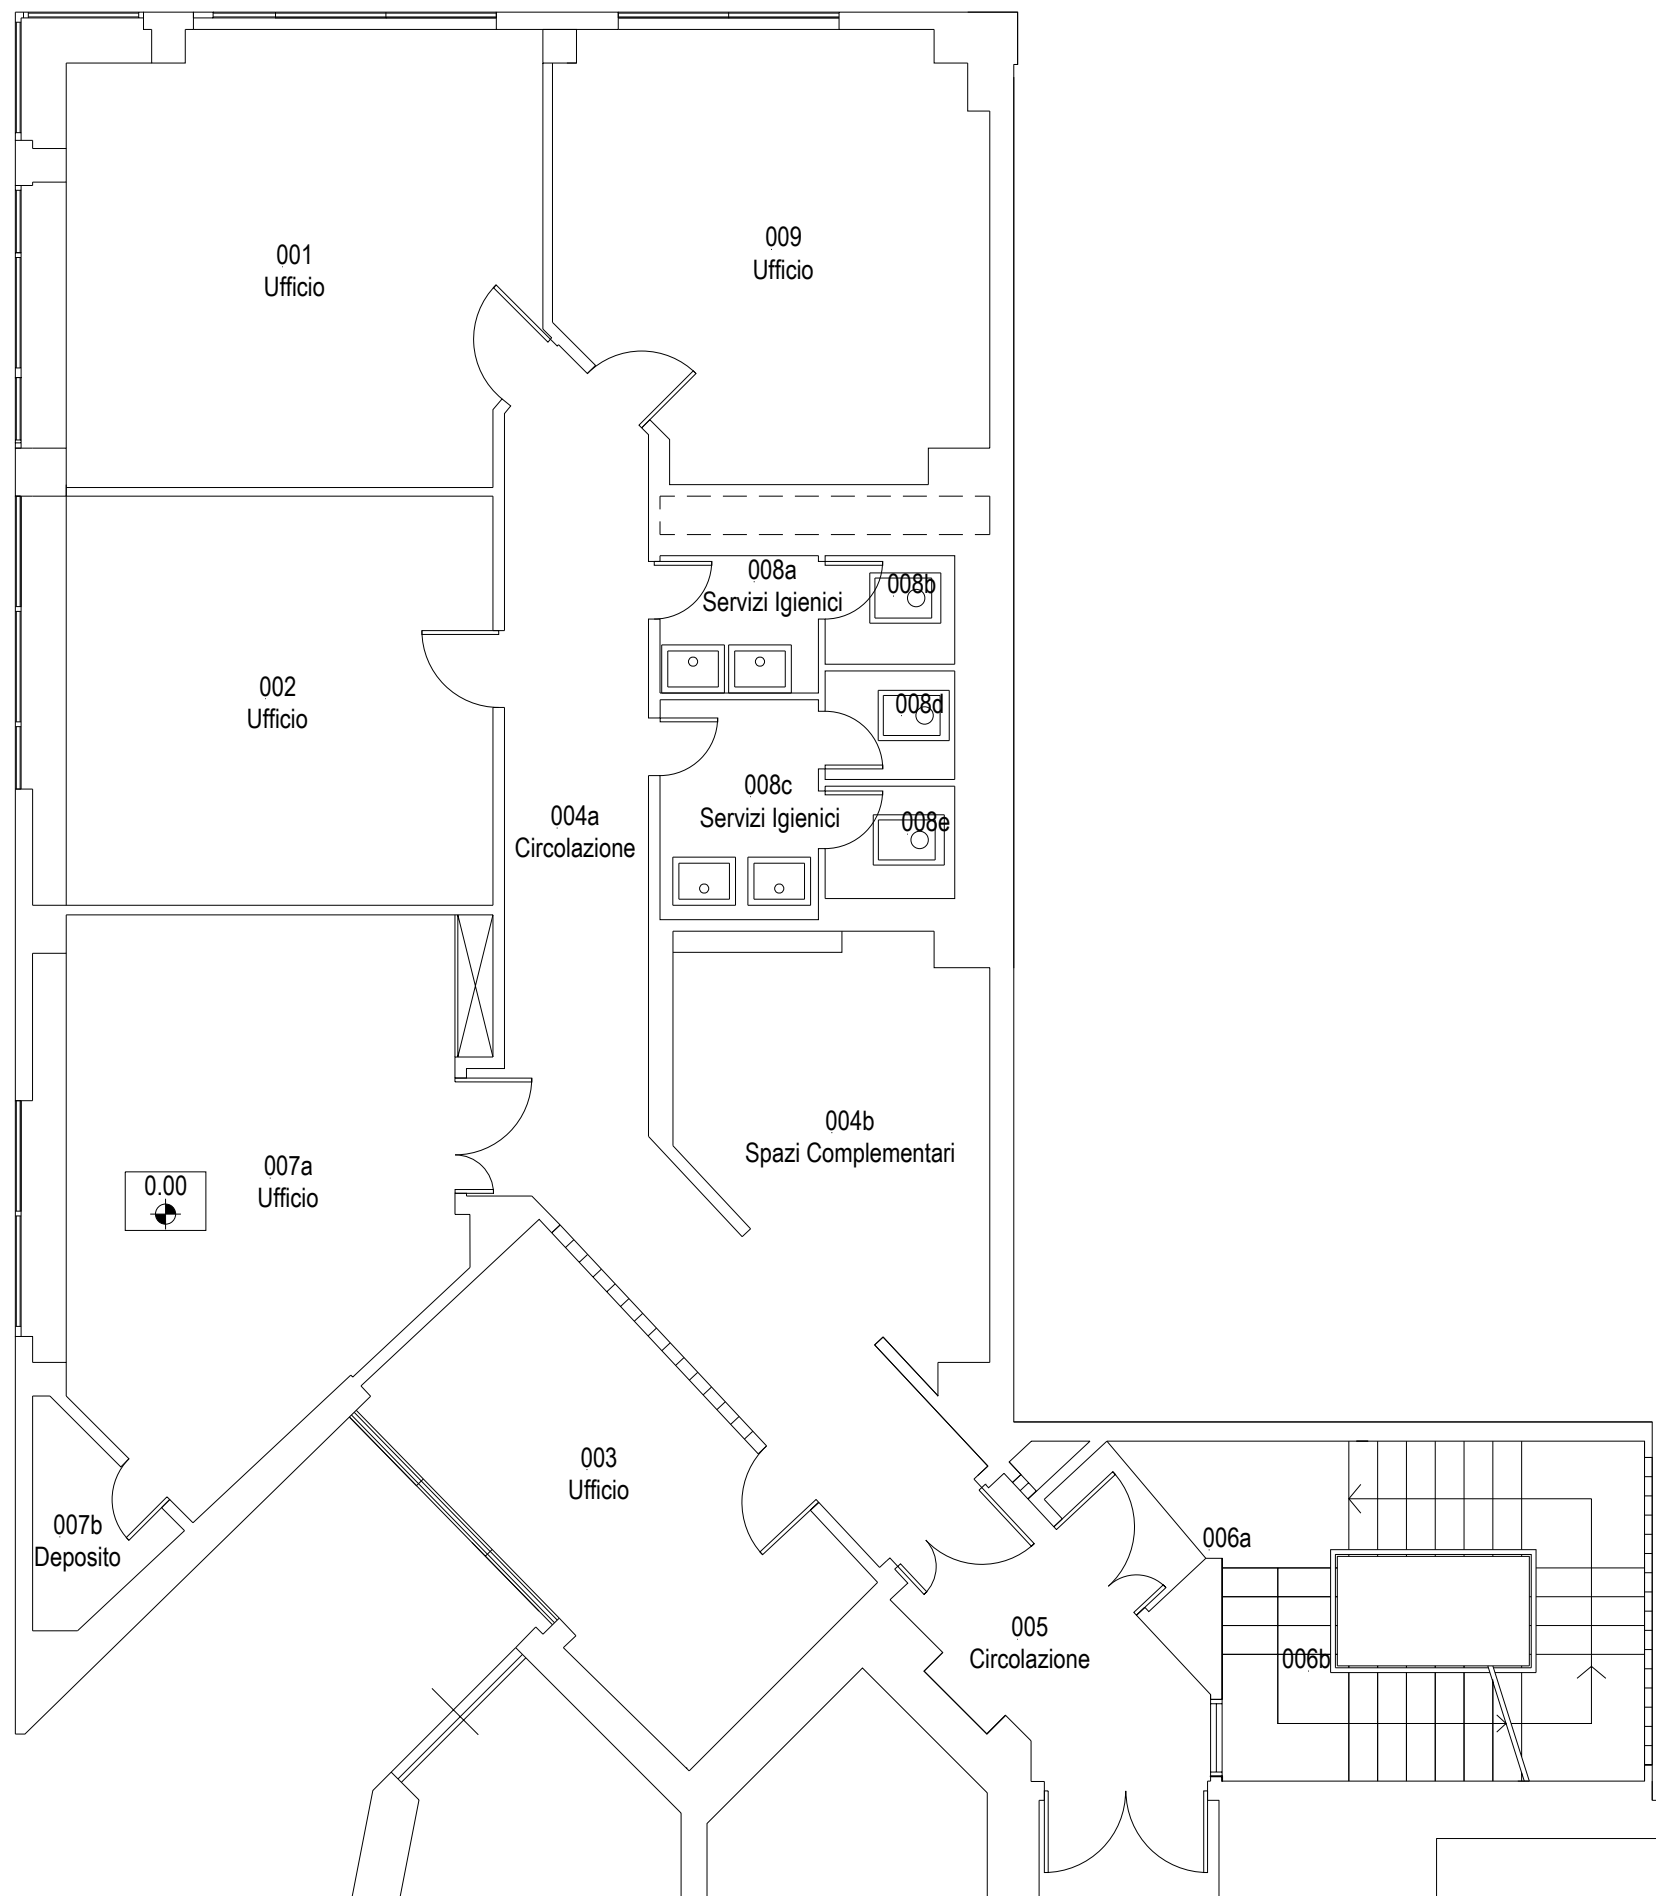 009
Ufficio
001
Ufficio
008a
Servizi Igienici
008b
002
Ufficio
008d
008c
Servizi Igienici
004a
Circolazione
008e
004b
Spazi Complementari
007a
Ufficio
0.00
003
Ufficio
007b
Deposito
006a
005
Circolazione
006b